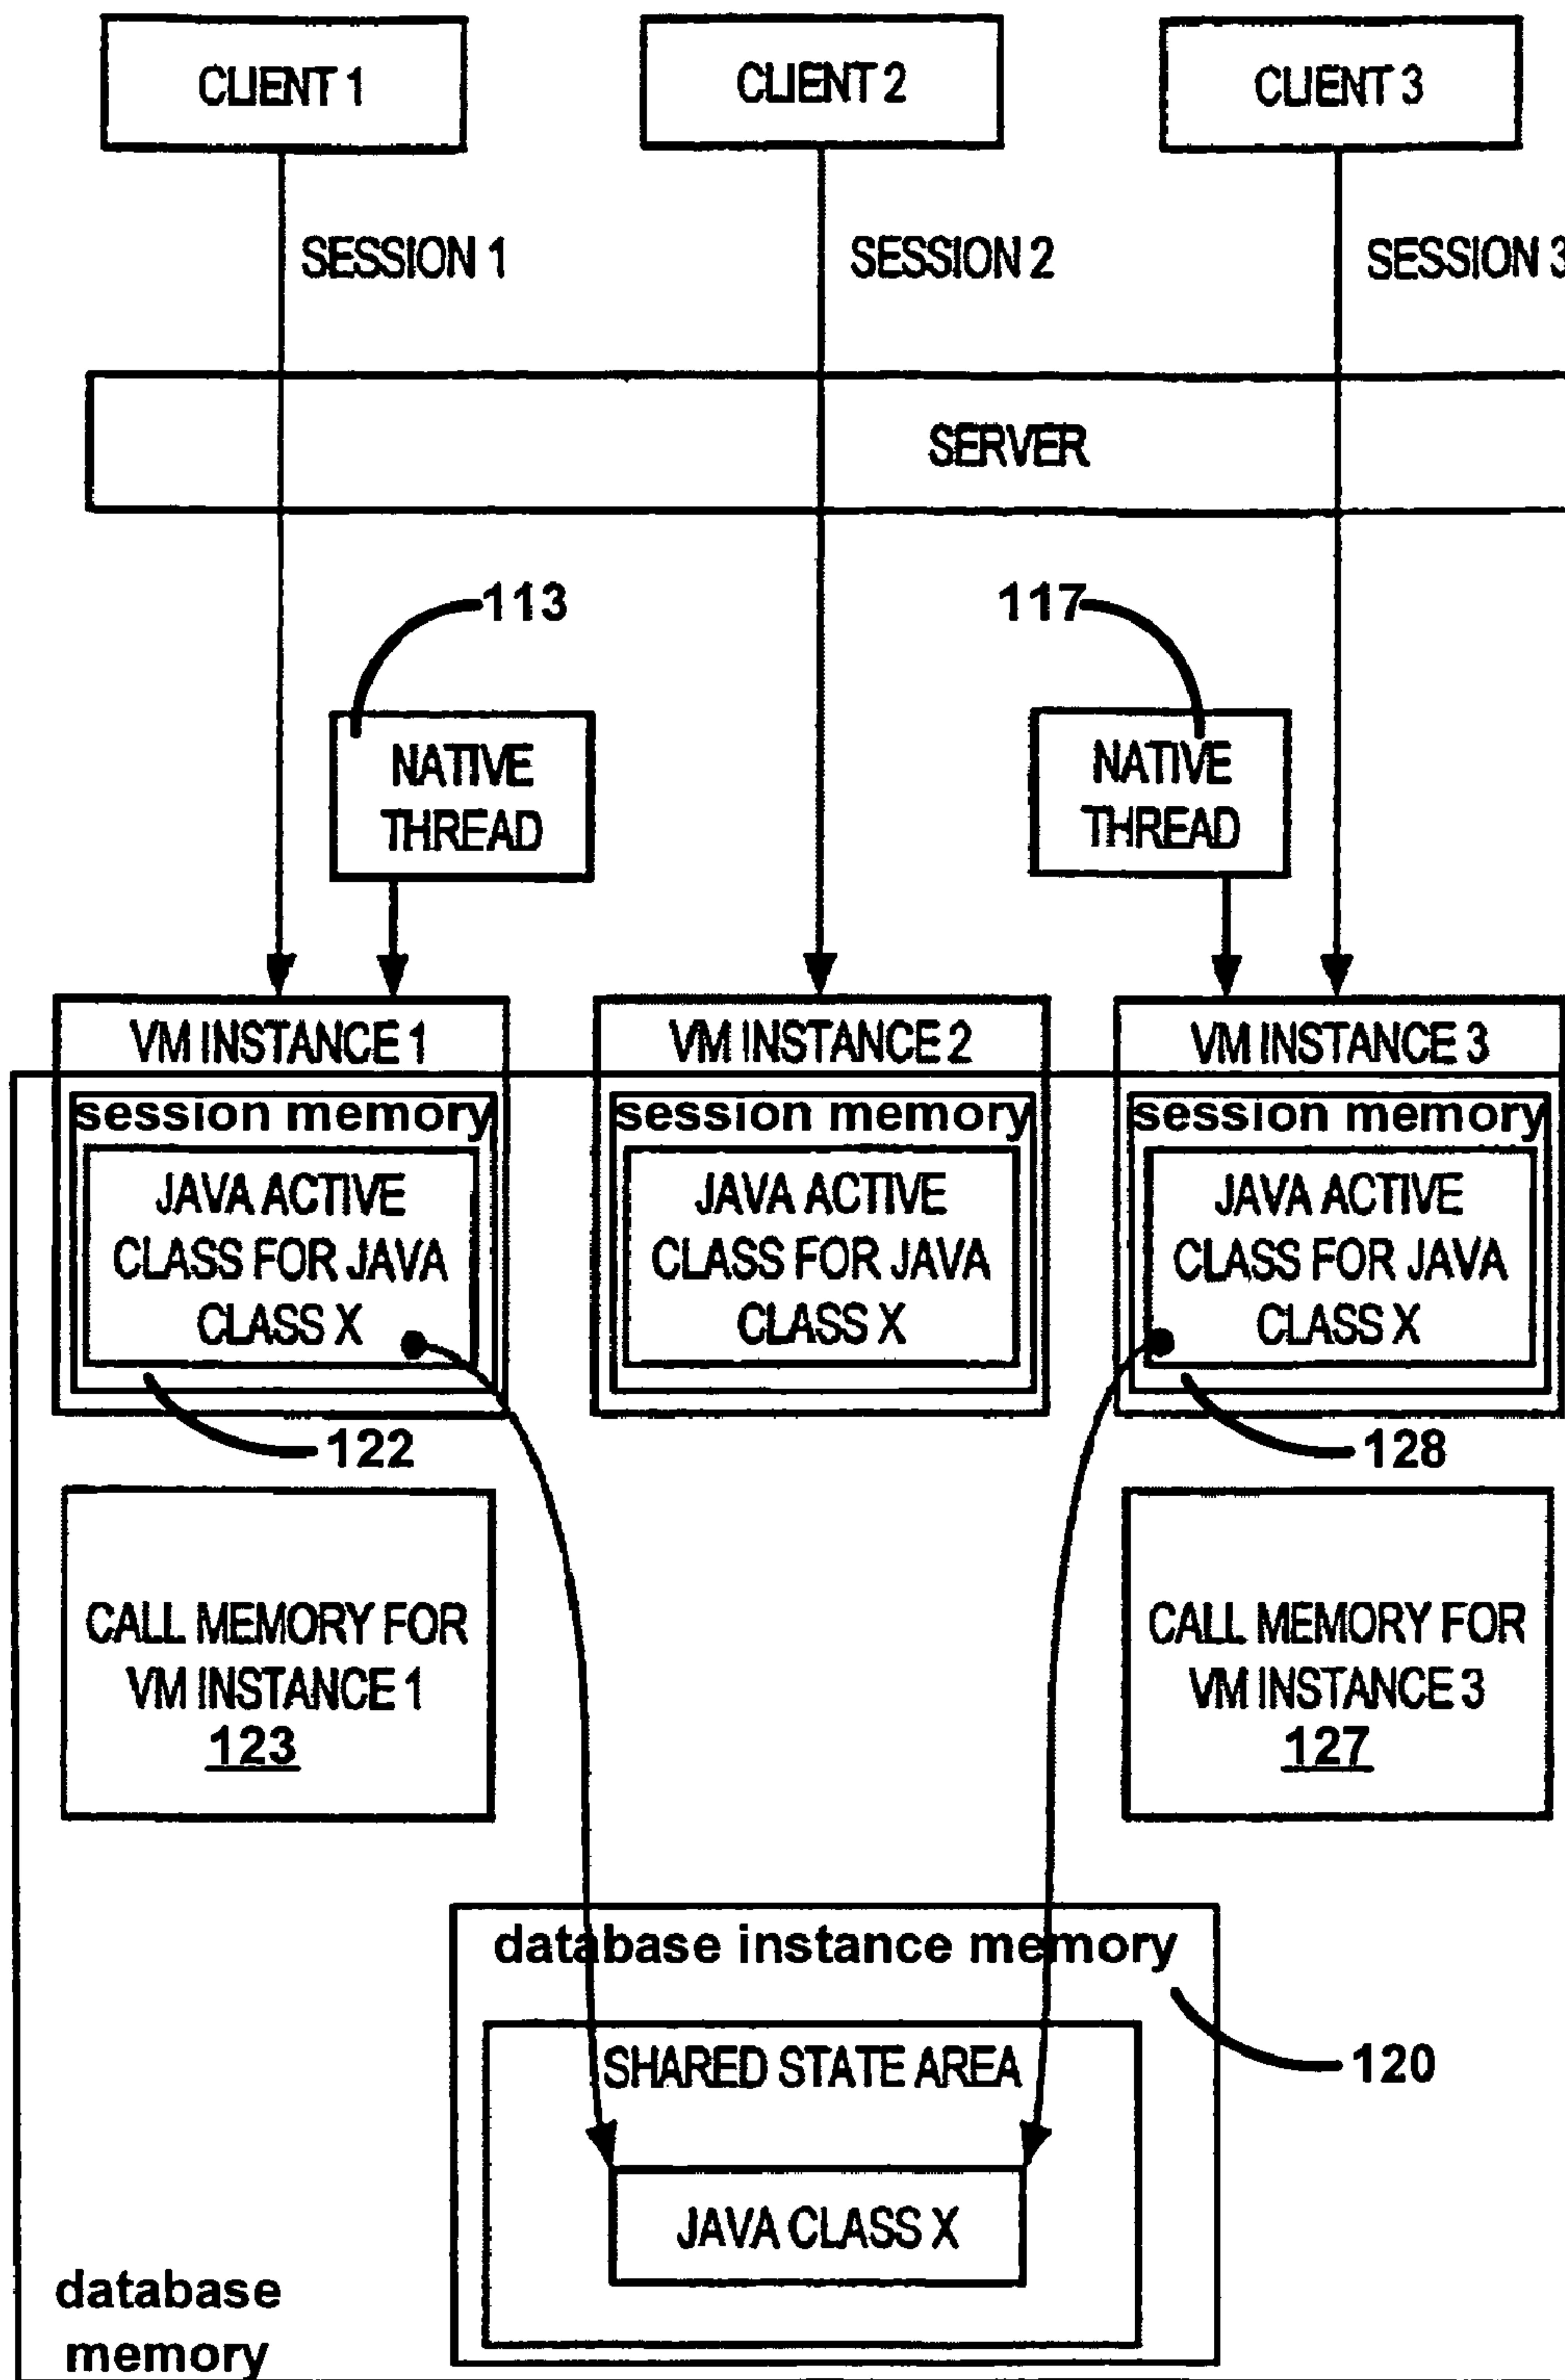 CLIENT 1
CLIENT 2
CLIENT 3
SESSION 1
SESSION 2
SESSION 3
SERVER
113
117
NATIVE
THREAD
NATIVE
THREAD
VM INSTANCE 1
VM INSTANCE 2
VM INSTANCE 3
session memory
session memory
session memory
JAVA ACTIVE
CLASS FOR JAVA
CLASS X
JAVA ACTIVE
CLASS FOR JAVA
CLASS X
JAVA ACTIVE
CLASS FOR JAVA
CLASS X
122
128
CALL MEMORY FOR
VM INSTANCE 1
123
CALL MEMORY FOR
VM INSTANCE 3
127
database instance memory
SHARED STATE AREA
120
JAVA CLASS X
database
memory